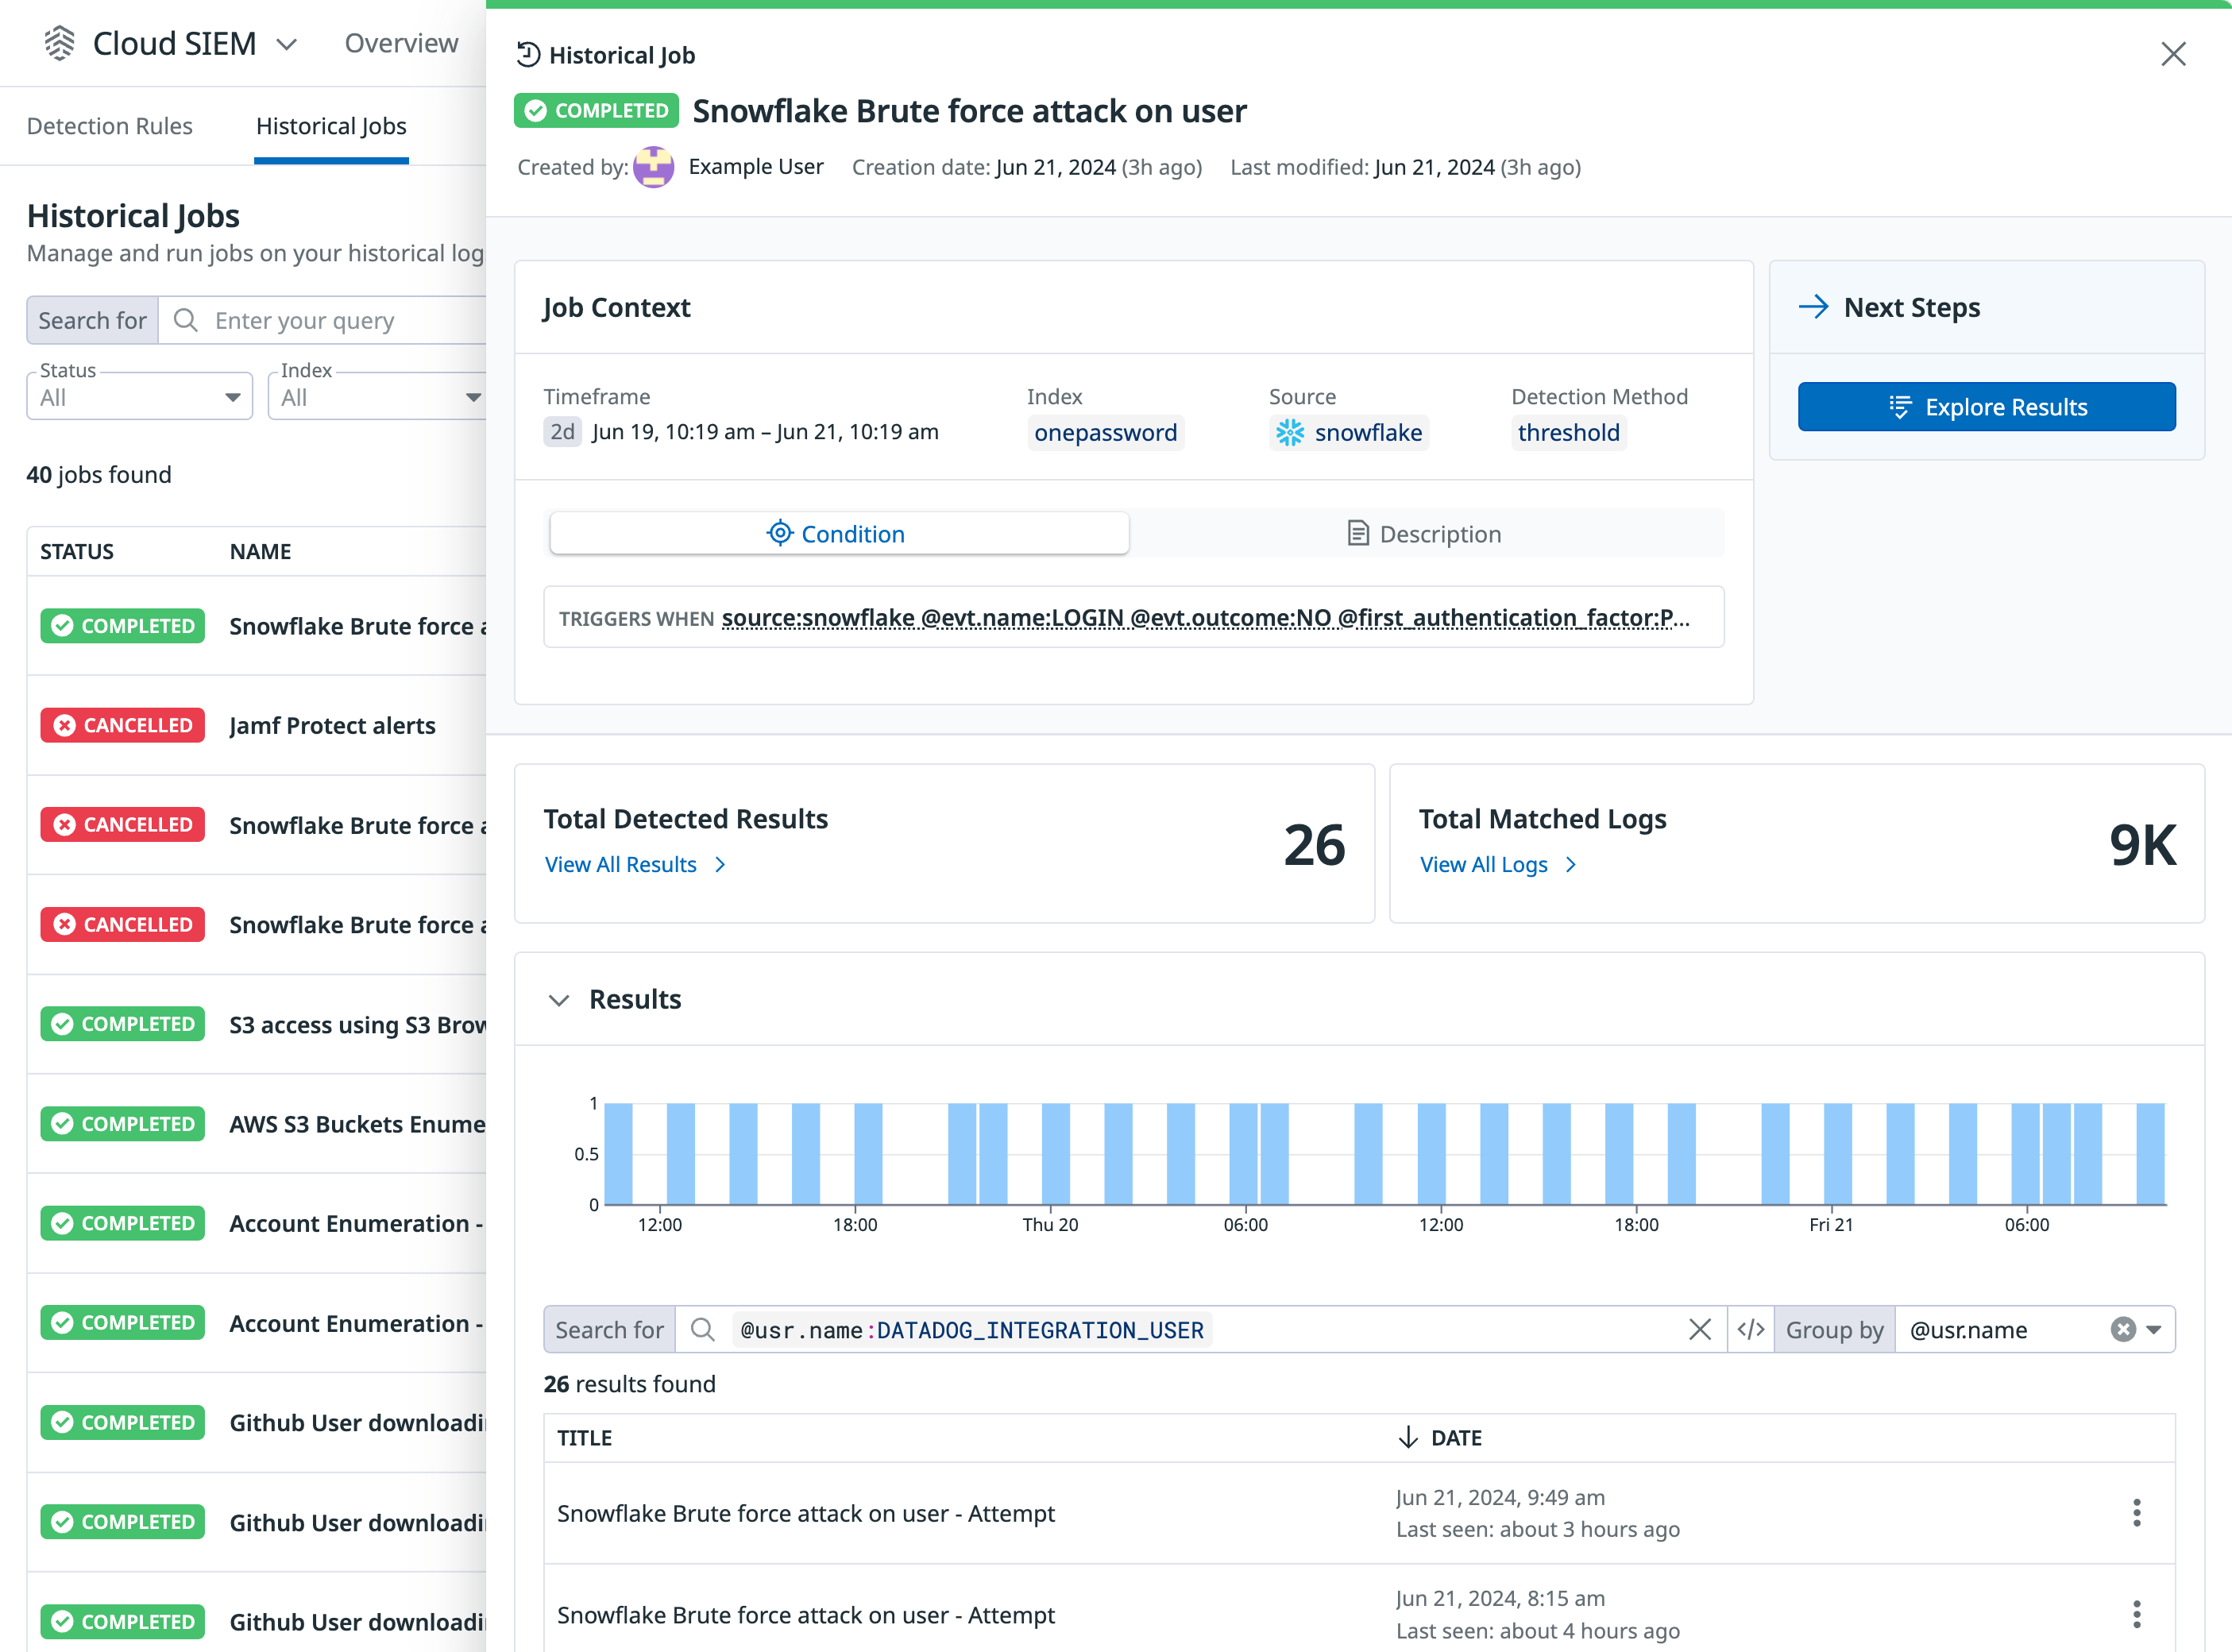 Cloud SIEM
Overview
Detection Rules
Historical Jobs
Historical Jobs
Manage and run jobs on your historical log
Search for
Enter your query
Status
All
Index
All
40 jobs found
STATUS NAME
COMPLETED Snowflake Brute force a
CANCELLED Jamf Protect alerts
CANCELLED Snowflake Brute force a
CANCELLED Snowflake Brute force a
COMPLETED S3 access using S3 Brow
COMPLETED AWS S3 Buckets Enume
COMPLETED Account Enumeration -
COMPLETED Account Enumeration -
COMPLETED Github User downloadi
COMPLETED Github User downloadi
COMPLETED Github User downloadi
Historical Job
COMPLETED Snowflake Brute force attack on user
Created by: Example User Creation date: Jun 21, 2024 (3h ago) Last modified: Jun 21, 2024 (3h ago)
Job Context
Timeframe
2d Jun 19, 10:19 am – Jun 21, 10:19 am
Index
onepassword
Source
snowflake
Detection Method
threshold
Condition
Description
TRIGGERS WHEN source:snowflake @evt.name:LOGIN @evt.outcome:NO @first_authentication_factor:P...
Next Steps
Explore Results
Total Detected Results
View All Results
26
Total Matched Logs
View All Logs
9K
Results
1
0.5
0
12:00 18:00 Thu 20 06:00 12:00 18:00 Fri 21 06:00
Search for @usr.name:DATADOG_INTEGRATION_USER </> Group by @usr.name
26 results found
TITLE DATE
Snowflake Brute force attack on user - Attempt
Jun 21, 2024, 9:49 am
Last seen: about 3 hours ago
Snowflake Brute force attack on user - Attempt
Jun 21, 2024, 8:15 am
Last seen: about 4 hours ago